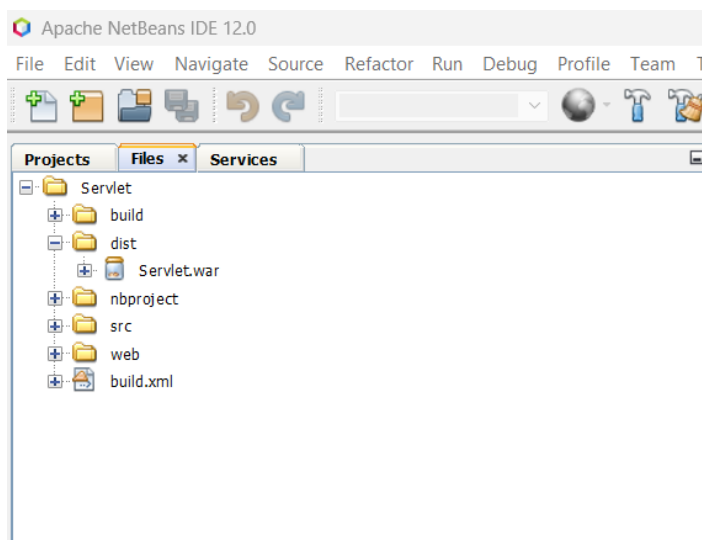 Apache NetBeans IDE 12.0
File Edit View Navigate Source Refactor Run Debug Profile Team
Projects Files × Services
Servlet
build
dist
Servlet.war
nbproject
src
web
build.xml